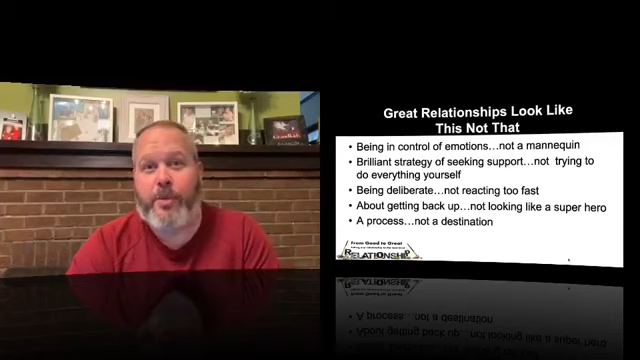 Great Relationships Look Like
This Not That
• Being in control of emotions…not a mannequin
• Brilliant strategy of seeking support…not trying to
do everything yourself
• Being deliberate…not reacting too fast
• About getting back up…not looking like a super hero
• A process…not a destination
From Good to Great
RELATIONSHIP